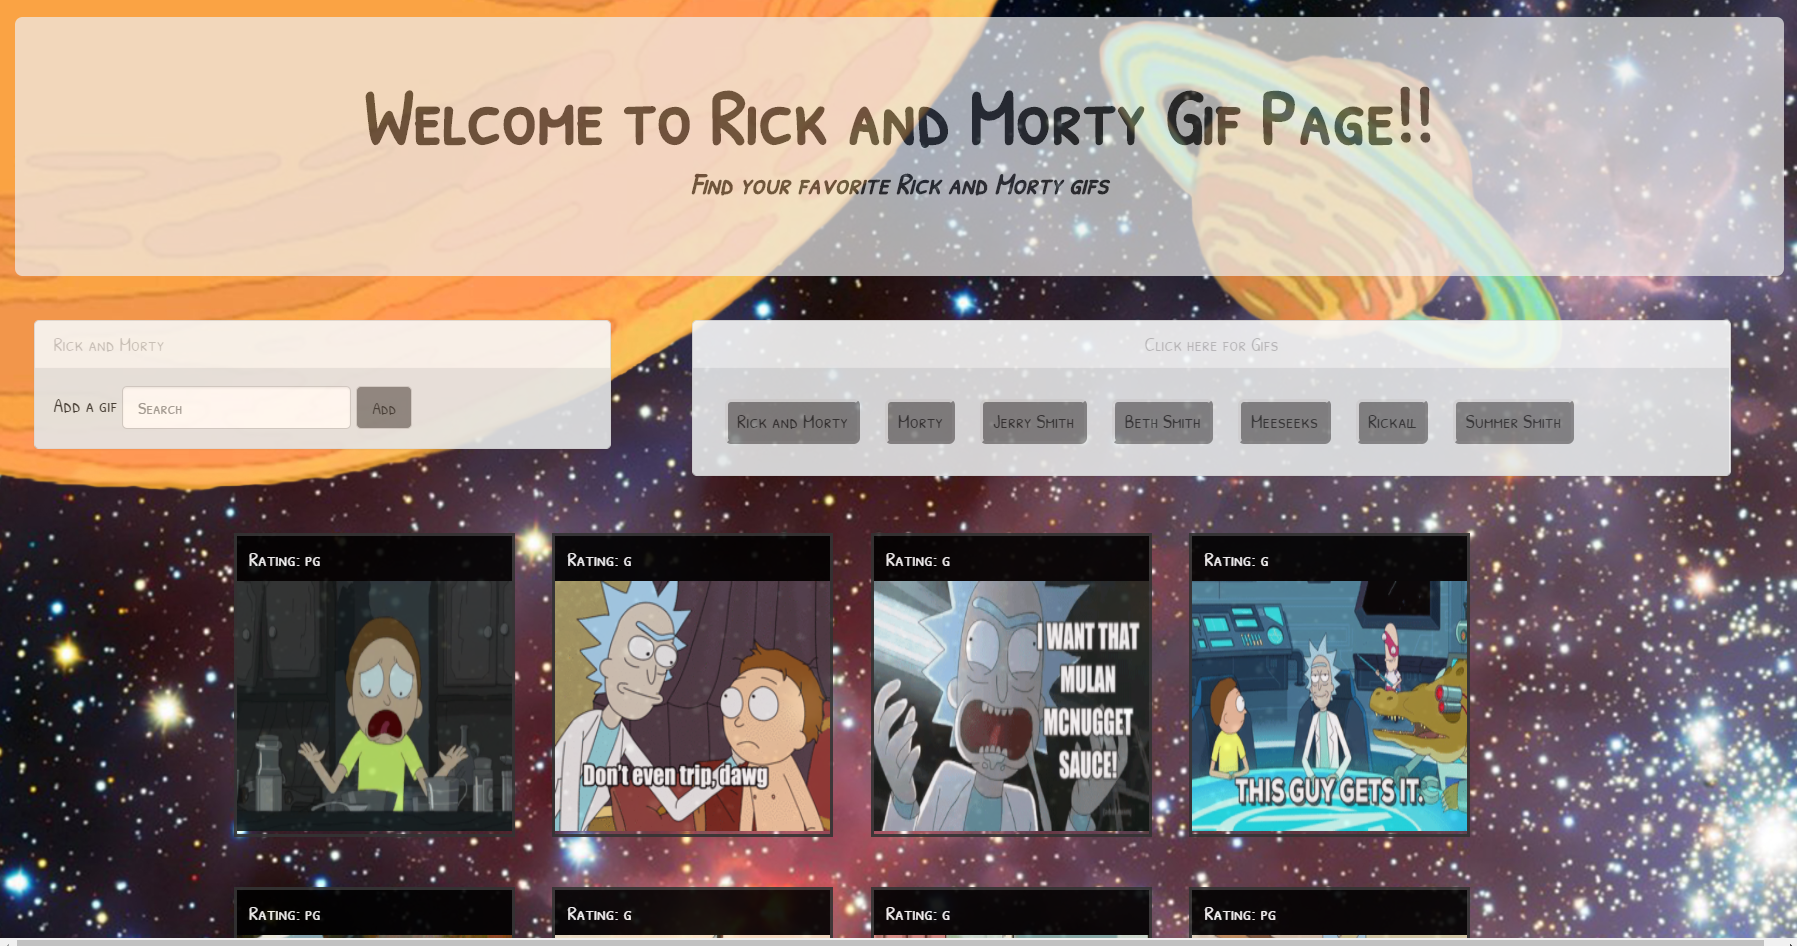 Welcome to Rick and Morty Gif Page!!
Find your favorite Rick and Morty gifs
Rick and Morty
Add a gif Search Add
Click here for Gifs
Rick and Morty Morty Jerry Smith Beth Smith Meeseeks Rickall Summer Smith
Rating: pg Rating: g Rating: g Rating: g
Don't even trip, dawg
I WANT THAT
MULAN
MCNUGGET
SAUCE!
THIS GUY GETS IT.
Rating: pg Rating: g Rating: g Rating: pg